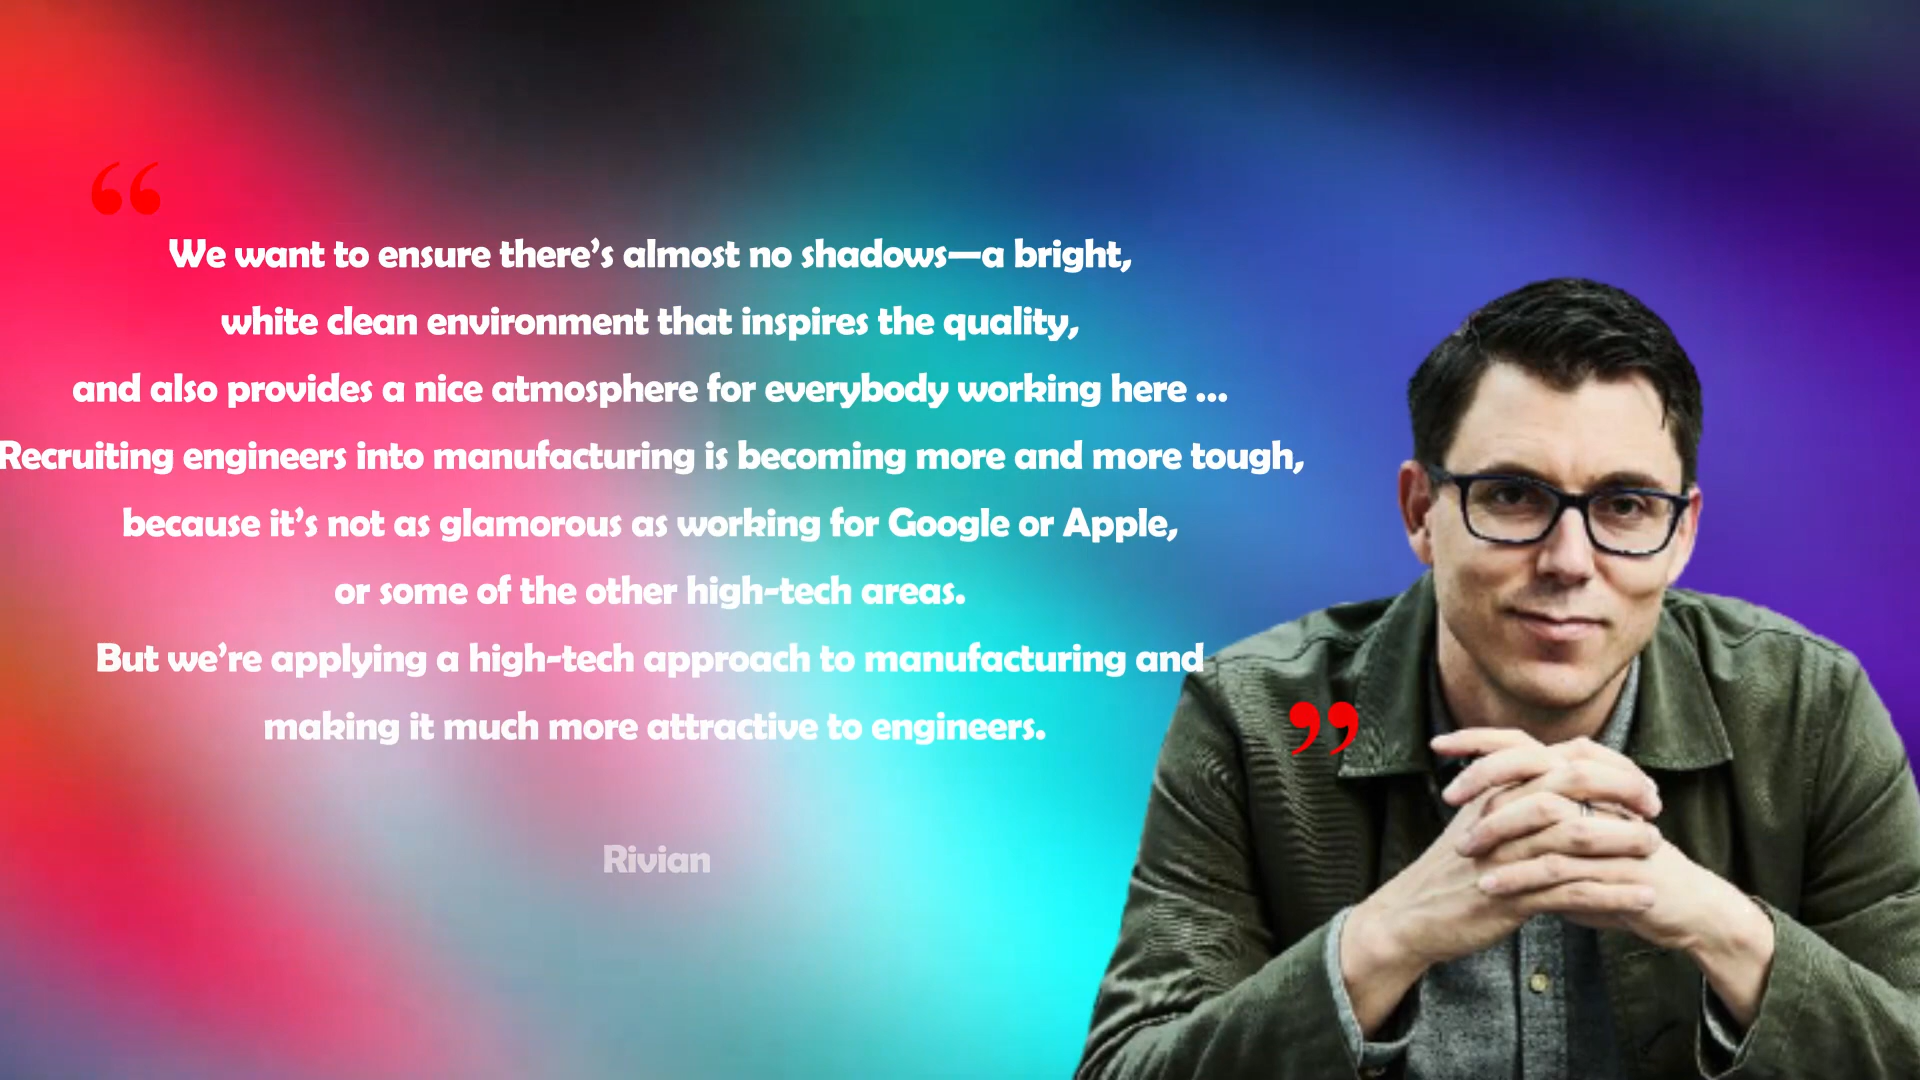 “
We want to ensure there’s almost no shadows—a bright,
white clean environment that inspires the quality,
and also provides a nice atmosphere for everybody working here ...
Recruiting engineers into manufacturing is becoming more and more tough,
because it’s not as glamorous as working for Google or Apple,
or some of the other high-tech areas.
But we’re applying a high-tech approach to manufacturing and
making it much more attractive to engineers.
”
Rivian